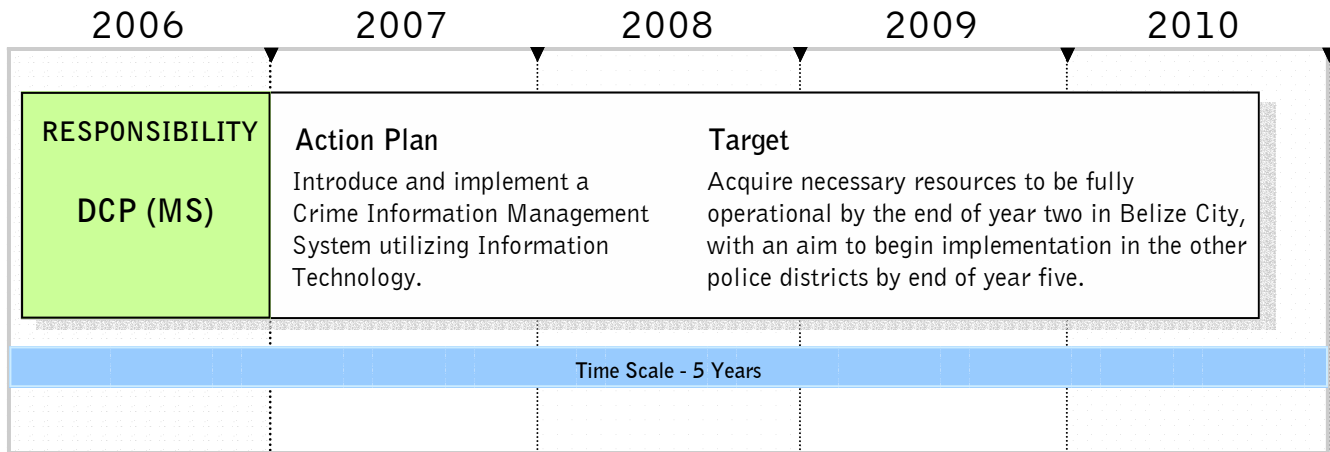 2006 2007 2008 2009 2010
RESPONSIBILITY
DCP (MS)
Action Plan
Introduce and implement a
Crime Information Management
System utilizing Information
Technology.
Target
Acquire necessary resources to be fully
operational by the end of year two in Belize City,
with an aim to begin implementation in the other
police districts by end of year five.
Time Scale - 5 Years